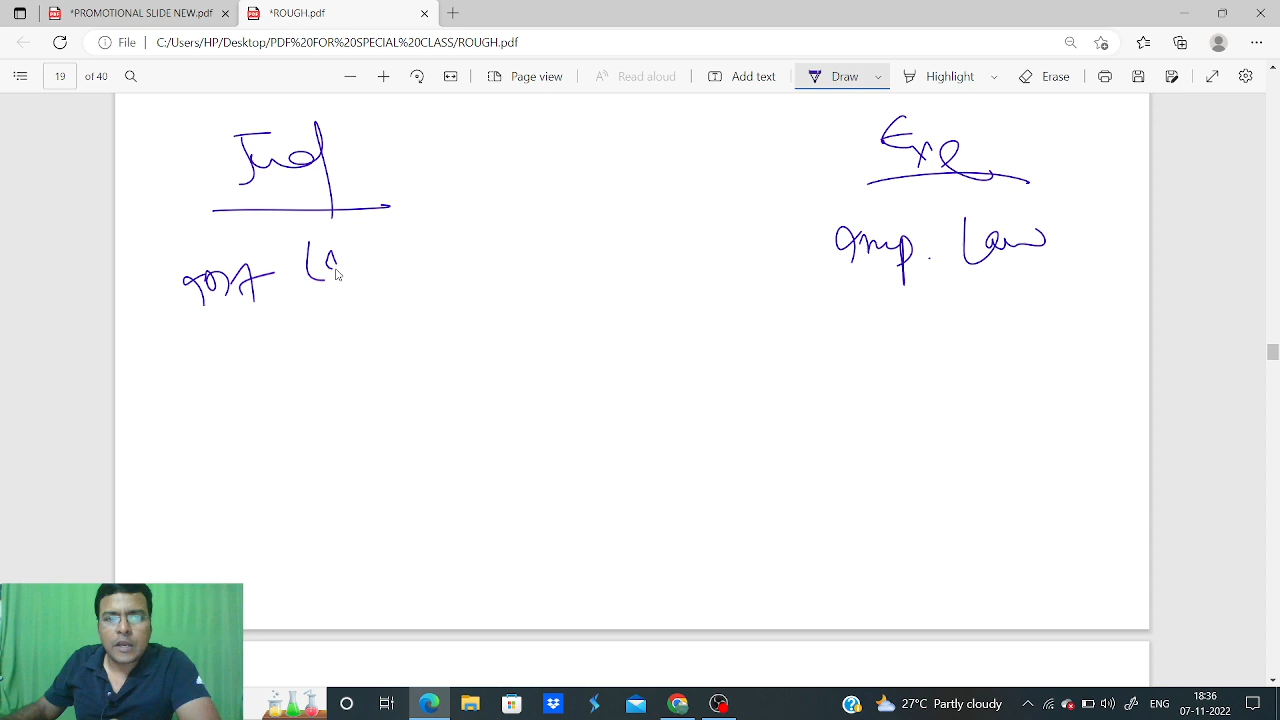 *PROMOTIONAL SLIDE NEW.pdf
*ROUGH.pdf
File C:/Users/HP/Desktop/PDF%20FOR%20SPECIAL%20CLASS/ROUGH.pdf
19 of 40
Page view
Read aloud
Add text
Draw
Highlight
Erase
Jud
Exe
Imp. Law
27°C Partly cloudy
ENG
18:36
07-11-2022